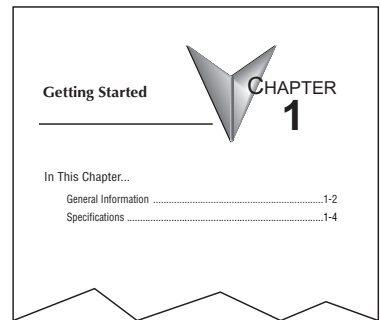 Getting Started
CHAPTER
1
In This Chapter...
General Information ......................................................................1-2
Specifications ................................................................................1-4